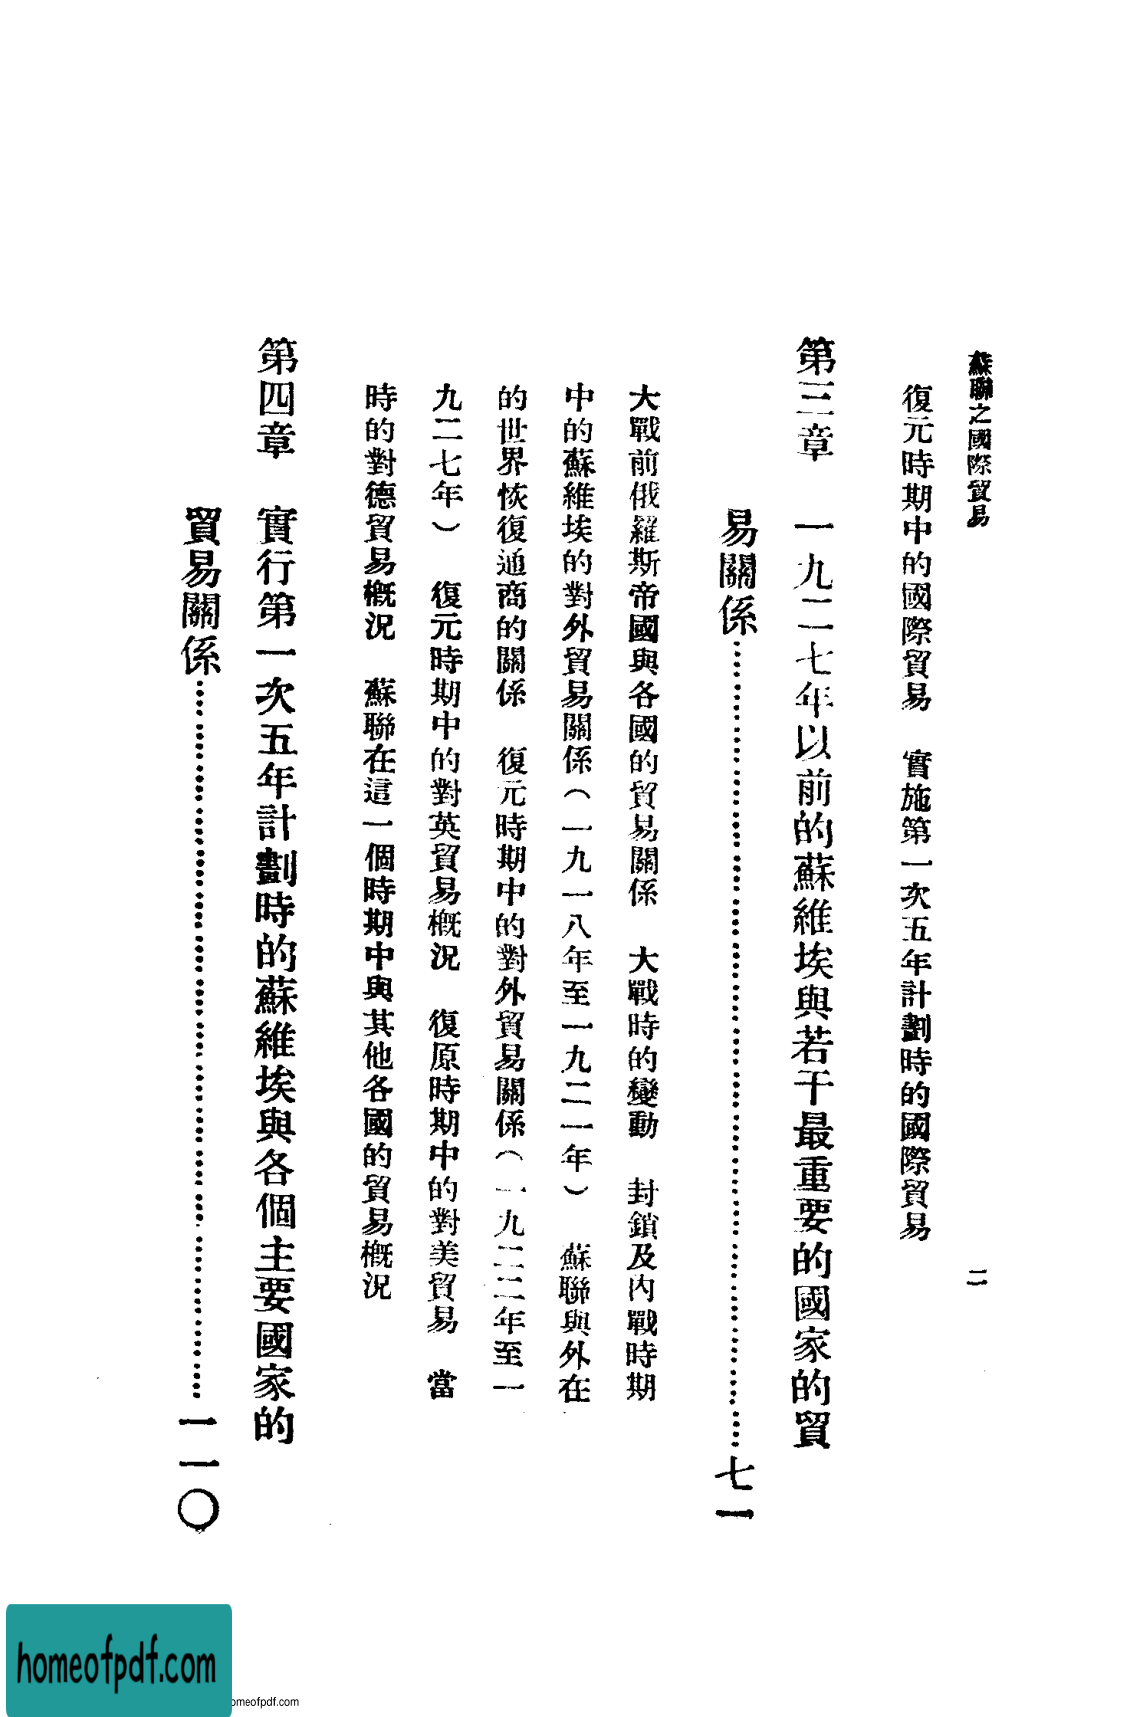 蘇聯之國際貿易
二
復元時期中的國際貿易　實施第一次五年計劃時的國際貿易
第三章　一九二七年以前的蘇維埃與若干最重要的國家的貿
易關係……………………………………………七一
大戰前俄羅斯帝國與各國的貿易關係　大戰時的變動　封鎖及內戰時期
中的蘇維埃的對外貿易關係（一九一八年至一九二一年）　蘇聯與外在
的世界恢復通商的關係　復元時期中的對外貿易關係（一九二二年至一
九二七年）　復元時期中的對英貿易概況　復原時期中的對美貿易　當
時的對德貿易概況　蘇聯在這一個時期中與其他各國的貿易概況
第四章　實行第一次五年計劃時的蘇維埃與各個主要國家的
貿易關係……………………………………………一一〇
homeofpdf.com
omeofpdf.com